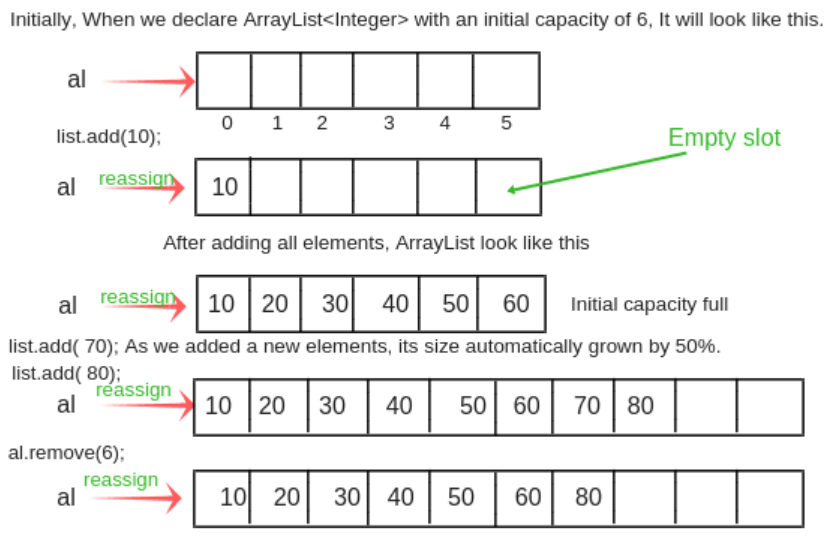 Initially, When we declare ArrayList<Integer> with an initial capacity of 6, It will look like this.
al
0 1 2 3 4 5
list.add(10);
Empty slot
al reassign 10
After adding all elements, ArrayList look like this
al reassign 10 20 30 40 50 60 Initial capacity full
list.add( 70); As we added a new elements, its size automatically grown by 50%.
list.add( 80);
al reassign 10 20 30 40 50 60 70 80
al.remove(6);
al reassign 10 20 30 40 50 60 80